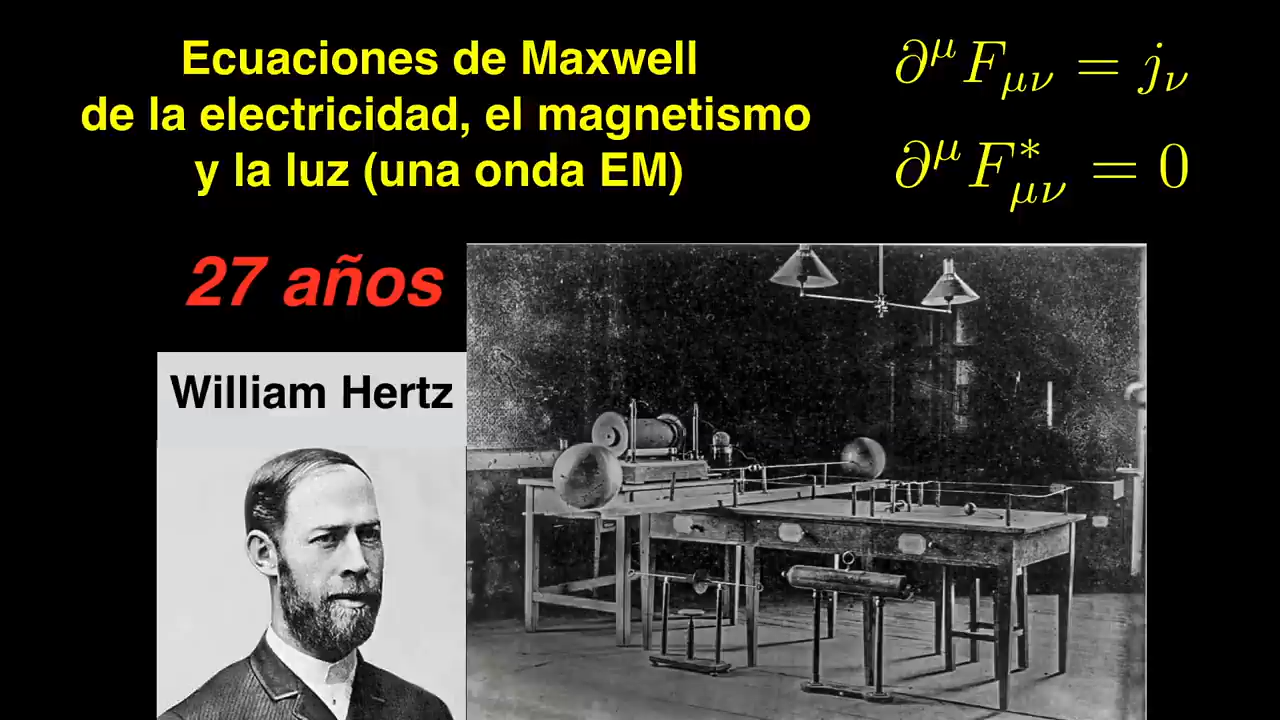 Ecuaciones de Maxwell
de la electricidad, el magnetismo
y la luz (una onda EM)
∂^μ F_μν = j_ν
∂^μ F*_μν = 0
27 años
William Hertz